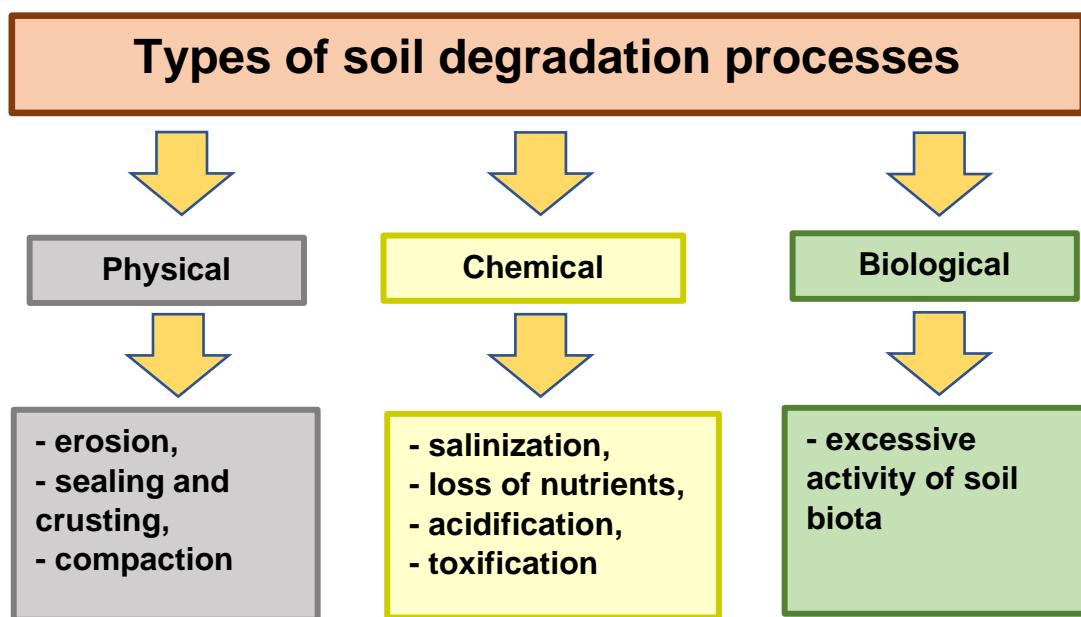 Types of soil degradation processes
Physical
Chemical
Biological
- erosion,
- sealing and
crusting,
- compaction
- salinization,
- loss of nutrients,
- acidification,
- toxification
- excessive
activity of soil
biota